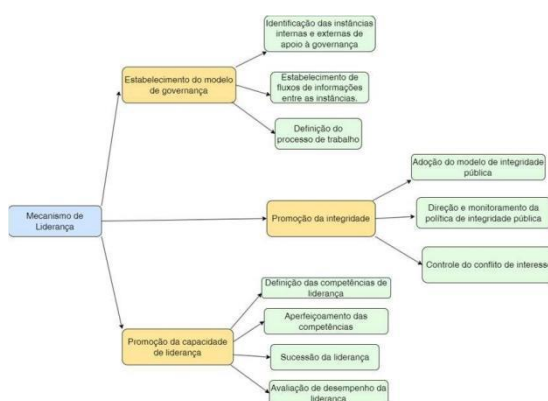 Identificação das instâncias
internas e externas de
apoio à governança
Estabelecimento do modelo
de governança
Estabelecimento de
fluxos de informações
entre as instâncias.
Definição do
processo de trabalho
Mecanismo de
Liderança
Promoção da integridade
Adoção do modelo de integridade
pública
Direção e monitoramento da
política de integridade pública
Controle do conflito de interesse
Promoção da capacidade
de liderança
Definição das competências de
liderança
Aperfeiçoamento das
competências
Sucessão da liderança
Avaliação de desempenho da
liderança